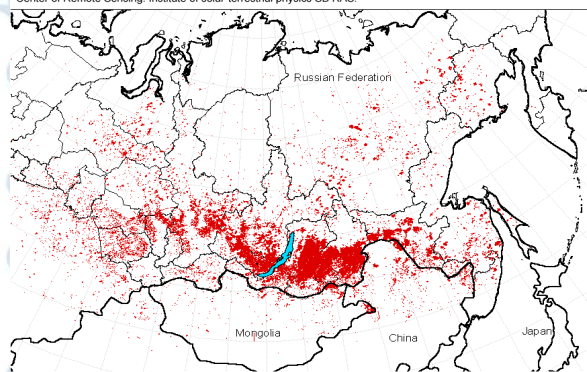 Center of Remote Sensing. Institute of solar-terrestrial physics SB RAS.
Russian Federation
Mongolia
China
Japan